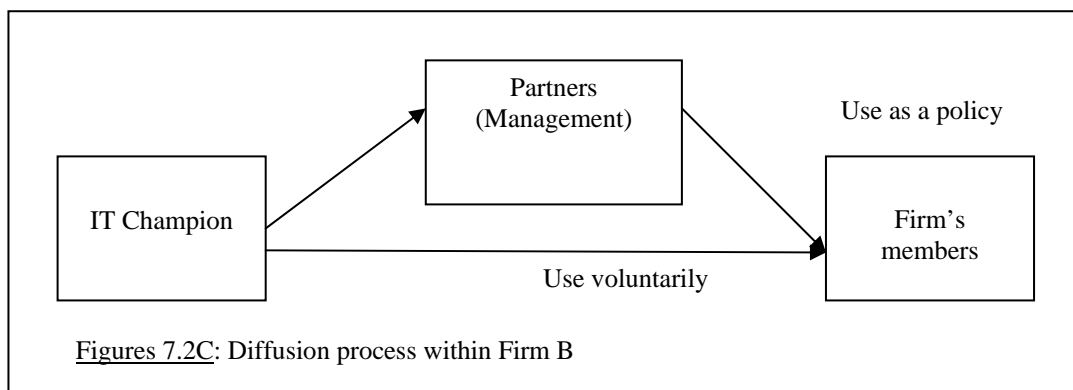 Partners
(Management)
Use as a policy
IT Champion
Firm’s
members
Use voluntarily
Figures 7.2C: Diffusion process within Firm B